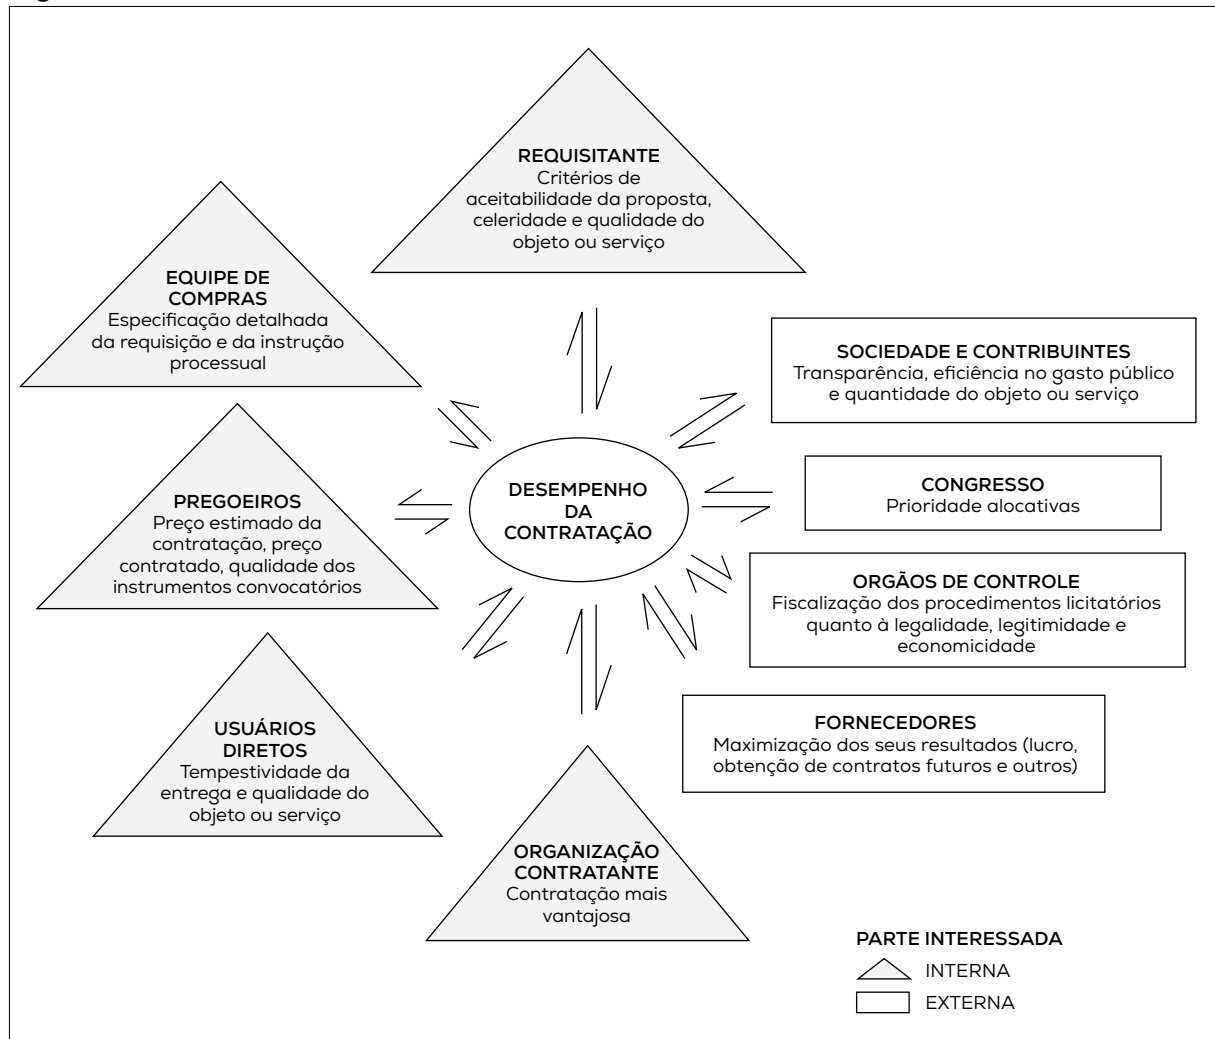 REQUISITANTE
Critérios de
aceitabilidade da proposta,
celeridade e qualidade do
objeto ou serviço
EQUIPE DE
COMPRAS
Especificação detalhada
da requisição e da instrução
processual
SOCIEDADE E CONTRIBUINTES
Transparência, eficiência no gasto público
e quantidade do objeto ou serviço
PREGOEIROS
Preço estimado da
contratação, preço
contratado, qualidade dos
instrumentos convocatórios
DESEMPENHO
DA
CONTRATAÇÃO
CONGRESSO
Prioridade alocativas
ORGÃOS DE CONTROLE
Fiscalização dos procedimentos licitatórios
quanto à legalidade, legitimidade e
economicidade
USUÁRIOS
DIRETOS
Tempestividade da
entrega e qualidade do
objeto ou serviço
FORNECEDORES
Maximização dos seus resultados (lucro,
obtenção de contratos futuros e outros)
ORGANIZAÇÃO
CONTRATANTE
Contratação mais
vantajosa
PARTE INTERESSADA
INTERNA
EXTERNA